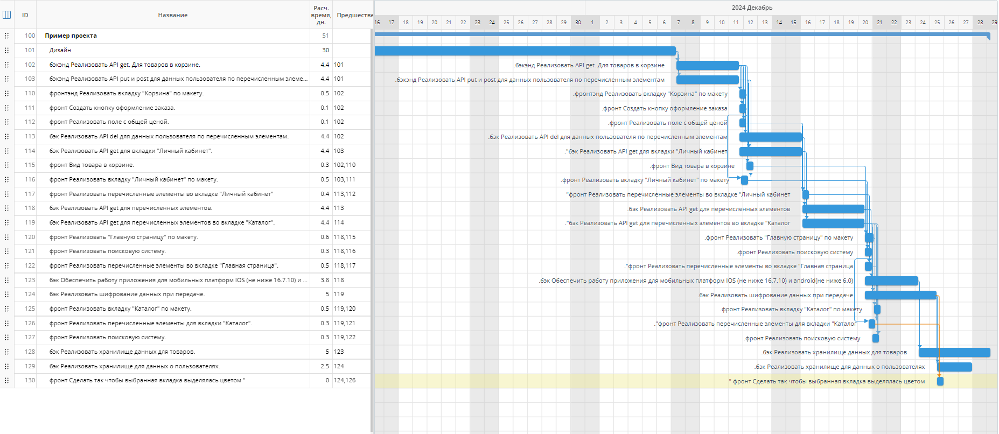 2024 Декабрь
ID Название Расч. время, дн. Предшестве
16 17 18 19 20 21 22 23 24 25 26 27 28 29 30 1 2 3 4 5 6 7 8 9 10 11 12 13 14 15 16 17 18 19 20 21 22 23 24 25 26 27 28 29
100 Пример проекта 51
101 Дизайн 30
102 бэкэнд Реализовать API get. Для товаров в корзине. 4.4 101 .бэкэнд Реализовать API get. Для товаров в корзине
103 бэкэнд Реализовать API put и post для данных пользователя по перечисленным элеме... 4.4 101 .бэкэнд Реализовать API put и post для данных пользователя по перечисленным элементам
110 фронтэнд Реализовать вкладку "Корзина" по макету. 0.5 102 .фронтэнд Реализовать вкладку "Корзина" по макету
111 фронт Создать кнопку оформление заказа. 0.1 102 .фронт Создать кнопку оформление заказа
112 фронт Реализовать поле с общей ценой. 0.1 102 .фронт Реализовать поле с общей ценой
113 бэк Реализовать API del для данных пользователя по перечисленным элементам. 4.4 102 .бэк Реализовать API del для данных пользователя по перечисленным элементам
114 бэк Реализовать API get для вкладки "Личный кабинет". 4.4 103 ."бэк Реализовать API get для вкладки "Личный кабинет
115 фронт Вид товара в корзине. 0.3 102,110 .фронт Вид товара в корзине
116 фронт Реализовать вкладку "Личный кабинет" по макету. 0.5 103,111 .фронт Реализовать вкладку "Личный кабинет" по макету
117 фронт Реализовать перечисленные элементы во вкладке "Личный кабинет" 0.4 113,112 "фронт Реализовать перечисленные элементы во вкладке "Личный кабинет
118 бэк Реализовать API get для перечисленных элементов. 4.4 113 .бэк Реализовать API get для перечисленных элементов
119 бэк Реализовать API get для перечисленных элементов во вкладке "Каталог". 4.4 114 ."бэк Реализовать API get для перечисленных элементов во вкладке "Каталог
120 фронт Реализовать "Главную страницу" по макету. 0.6 118,115 .фронт Реализовать "Главную страницу" по макету
121 фронт Реализовать поисковую систему. 0.3 118,116 .фронт Реализовать поисковую систему
122 фронт Реализовать перечисленные элементы во вкладке "Главная страница". 0.5 118,117 ."фронт Реализовать перечисленные элементы во вкладке "Главная страница
123 бэк Обеспечить работу приложения для мобильных платформ IOS (не ниже 16.7.10) и ... 3.8 118 .бэк Обеспечить работу приложения для мобильных платформ IOS (не ниже 16.7.10) и android(не ниже 6.0)
124 бэк Реализовать шифрование данных при передаче. 5 119 .бэк Реализовать шифрование данных при передаче
125 фронт Реализовать вкладку "Каталог" по макету. 0.5 119,120 .фронт Реализовать вкладку "Каталог" по макету
126 фронт Реализовать перечисленные элементы для вкладки "Каталог". 0.3 119,121 ."фронт Реализовать перечисленные элементы для вкладки "Каталог
127 фронт Реализовать поисковую систему. 0.3 119,122 .фронт Реализовать поисковую систему
128 бэк Реализовать хранилище данных для товаров. 5 123 .бэк Реализовать хранилище данных для товаров
129 бэк Реализовать хранилище для данных о пользователях. 2.5 124 .бэк Реализовать хранилище для данных о пользователях
130 фронт Сделать так чтобы выбранная вкладка выделялась цветом " 0 124,126 " фронт Сделать так чтобы выбранная вкладка выделялась цветом